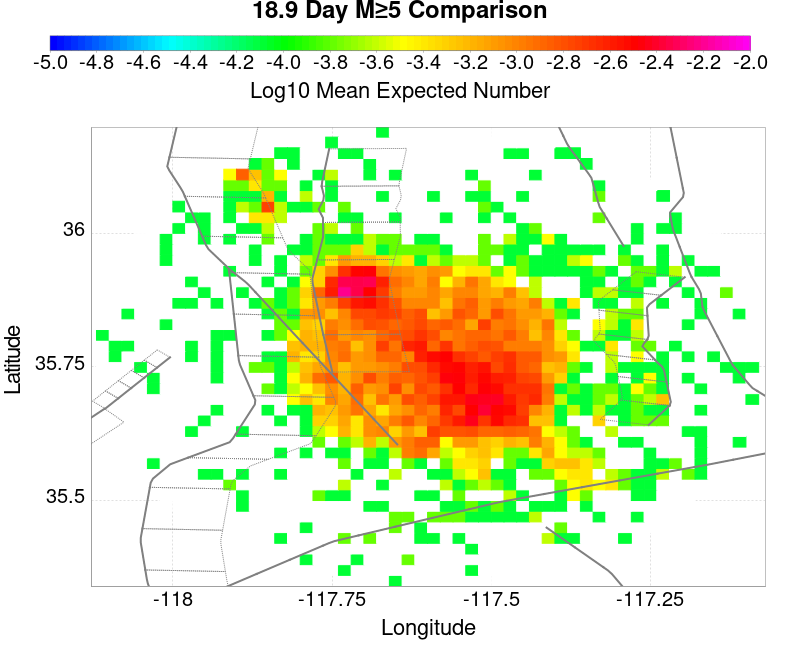 18.9 Day M≥5 Comparison
-5.0 -4.8 -4.6 -4.4 -4.2 -4.0 -3.8 -3.6 -3.4 -3.2 -3.0 -2.8 -2.6 -2.4 -2.2 -2.0
Log10 Mean Expected Number
36
35.75
35.5
Latitude
-118 -117.75 -117.5 -117.25
Longitude